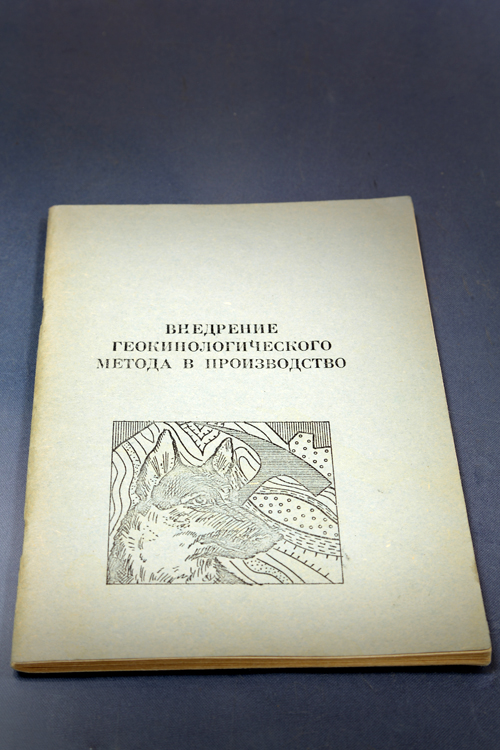 ВНЕДРЕНИЕ
ГЕОКИНОЛОГИЧЕСКОГО
МЕТОДА В ПРОИЗВОДСТВО